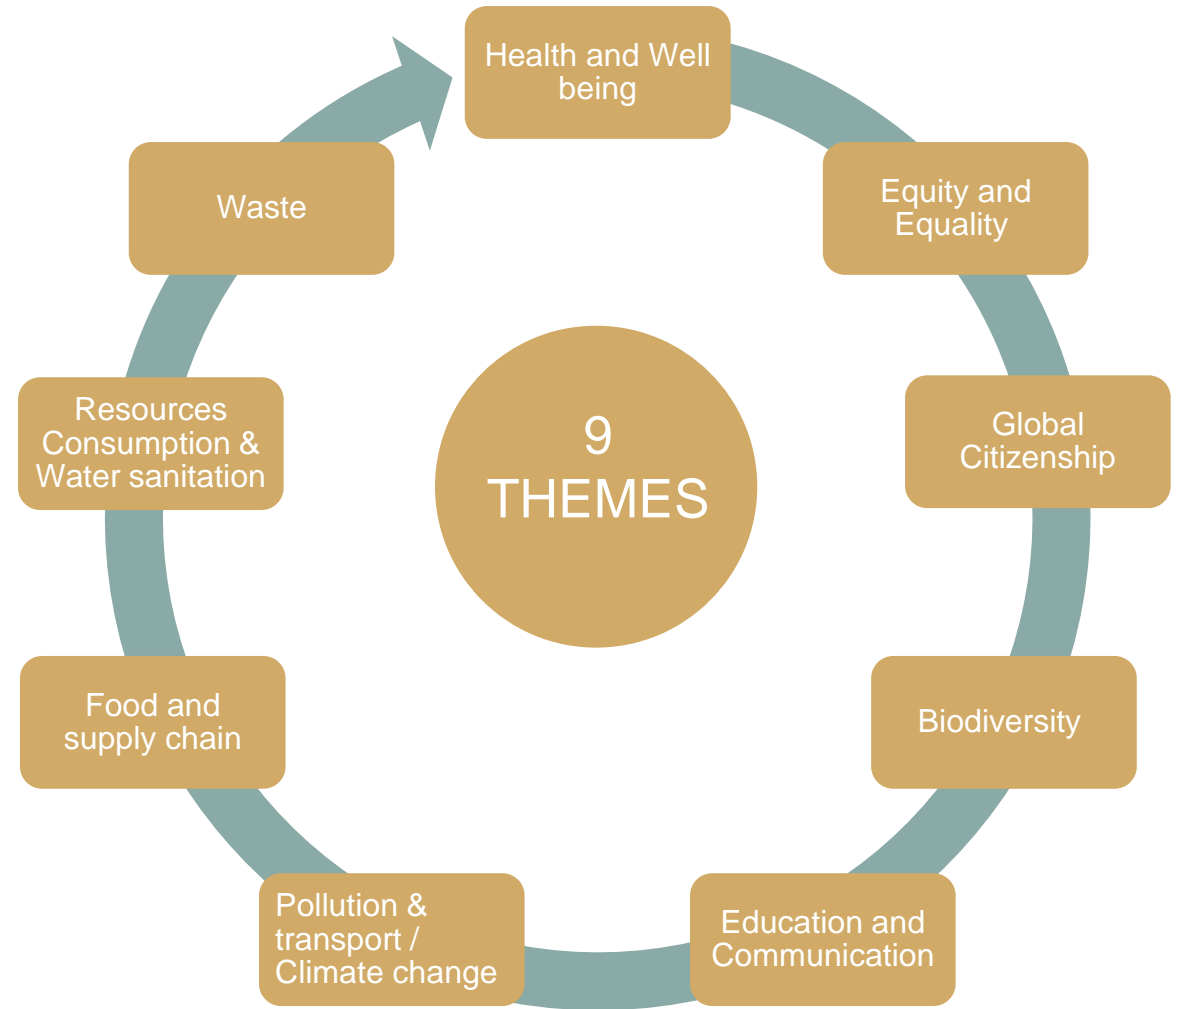 Health and Well
being
Equity and
Equality
Global
Citizenship
Biodiversity
Education and
Communication
Pollution &
transport /
Climate change
Food and
supply chain
Resources
Consumption &
Water sanitation
Waste
9
THEMES